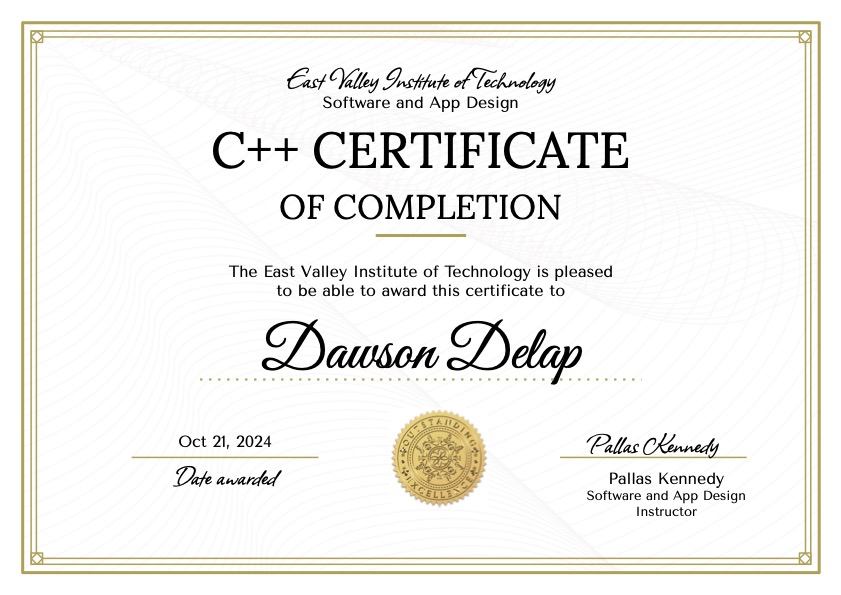 East Valley Institute of Technology
Software and App Design
C++ CERTIFICATE
OF COMPLETION
The East Valley Institute of Technology is pleased
to be able to award this certificate to
Dawson Delap
OUTSTANDING
EXCELLENCE
Oct 21, 2024
Date awarded
Pallas Kennedy
Pallas Kennedy
Software and App Design
Instructor